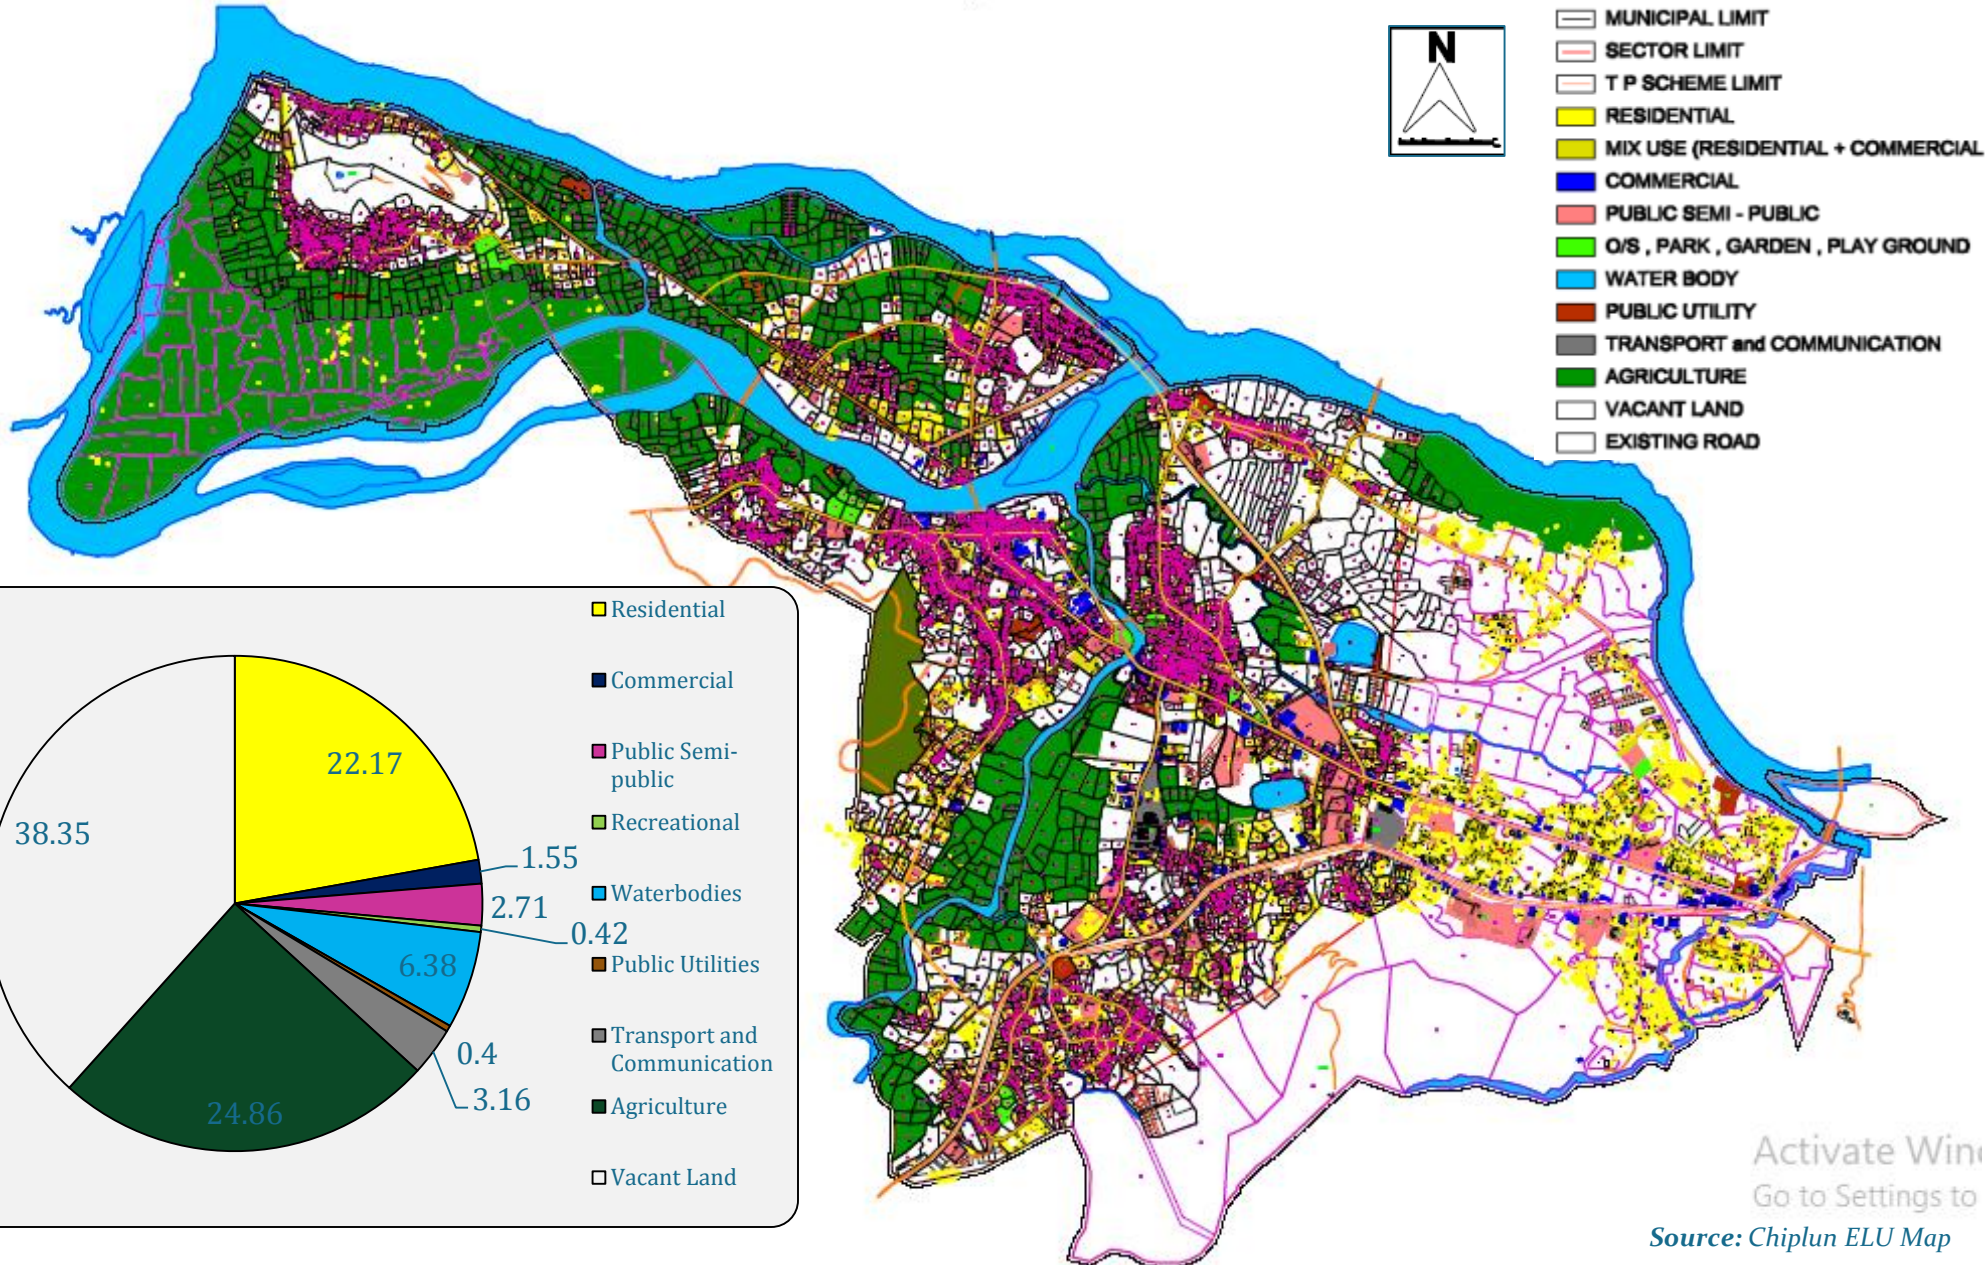 N
MUNICIPAL LIMIT
SECTOR LIMIT
T P SCHEME LIMIT
RESIDENTIAL
MIX USE (RESIDENTIAL + COMMERCIAL
COMMERCIAL
PUBLIC SEMI - PUBLIC
O/S , PARK , GARDEN , PLAY GROUND
WATER BODY
PUBLIC UTILITY
TRANSPORT and COMMUNICATION
AGRICULTURE
VACANT LAND
EXISTING ROAD
22.17
1.55
2.71
0.42
6.38
0.4
3.16
24.86
38.35
Residential
Commercial
Public Semi-
public
Recreational
Waterbodies
Public Utilities
Transport and
Communication
Agriculture
Vacant Land
Activate Win
Go to Settings to
Source: Chiplun ELU Map